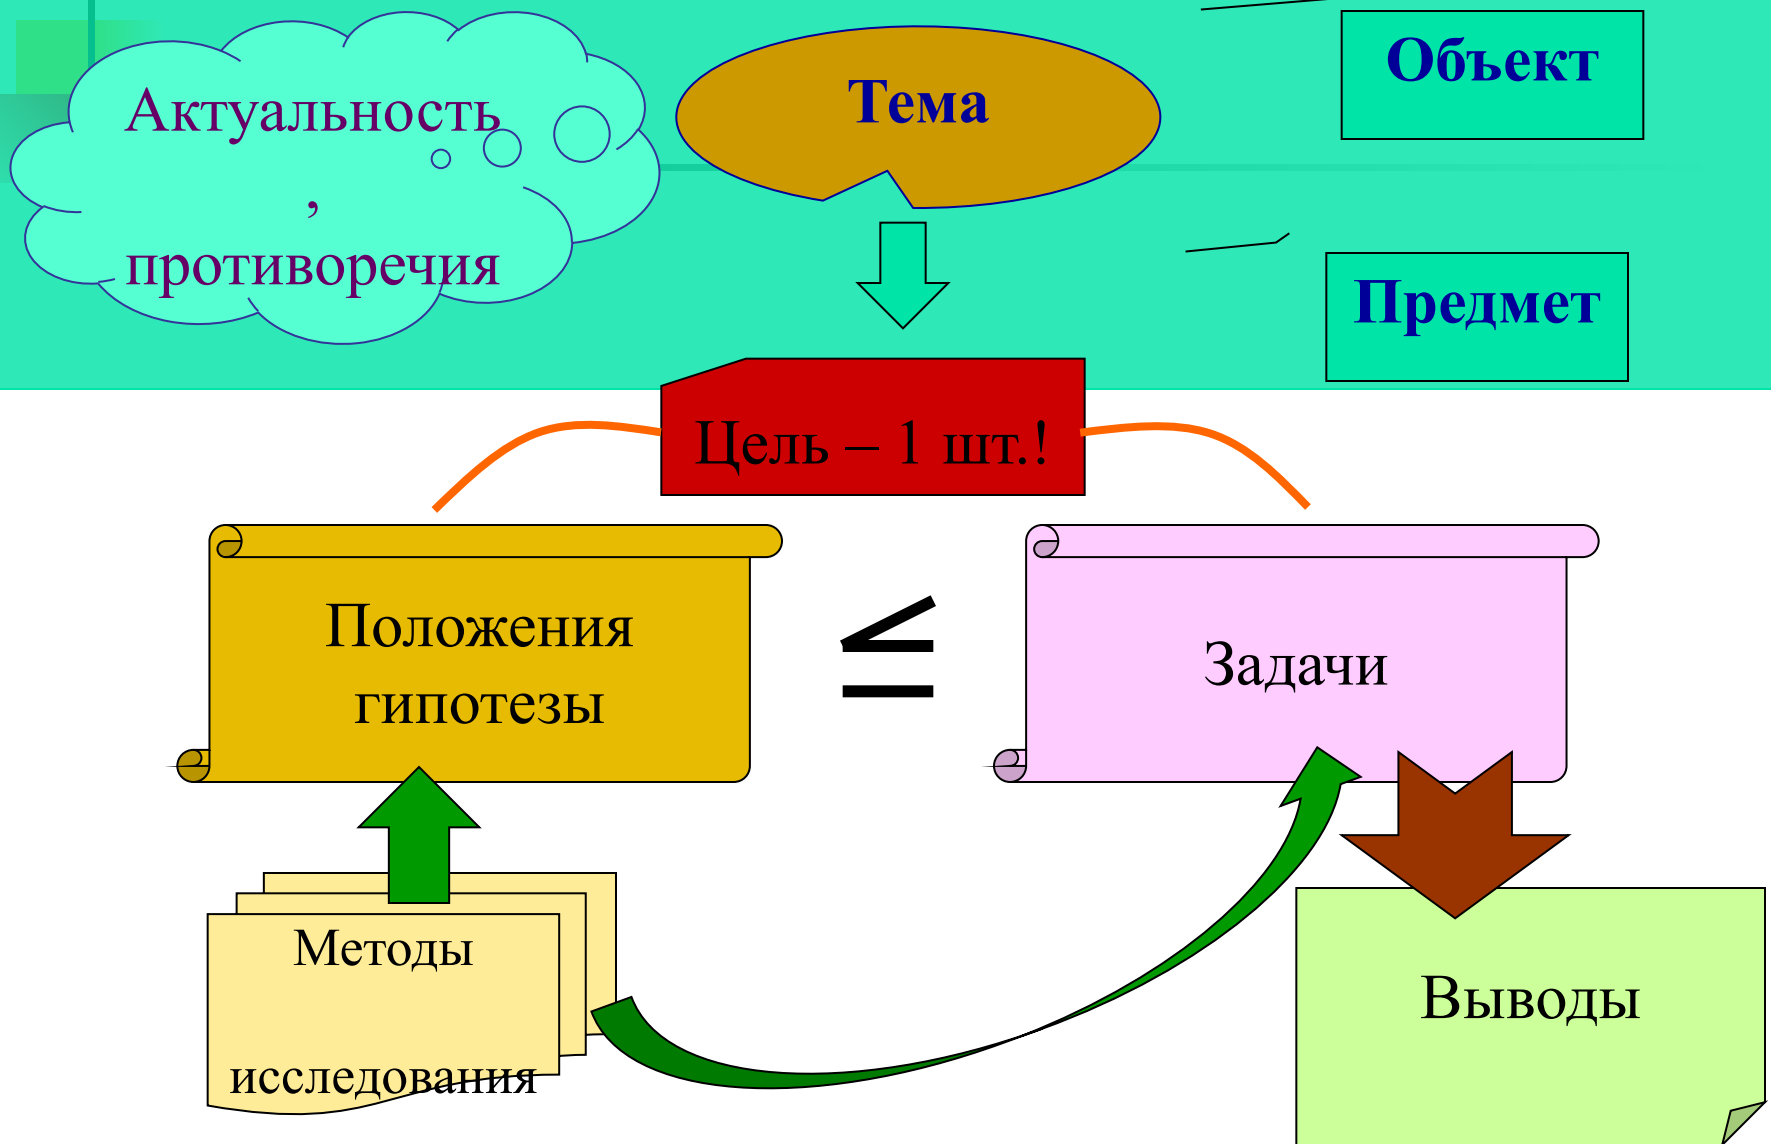 Актуальность
,
противоречия
Тема
Объект
Предмет
Цель – 1 шт.!
Положения
гипотезы
≤
Задачи
Методы
исследования
Выводы